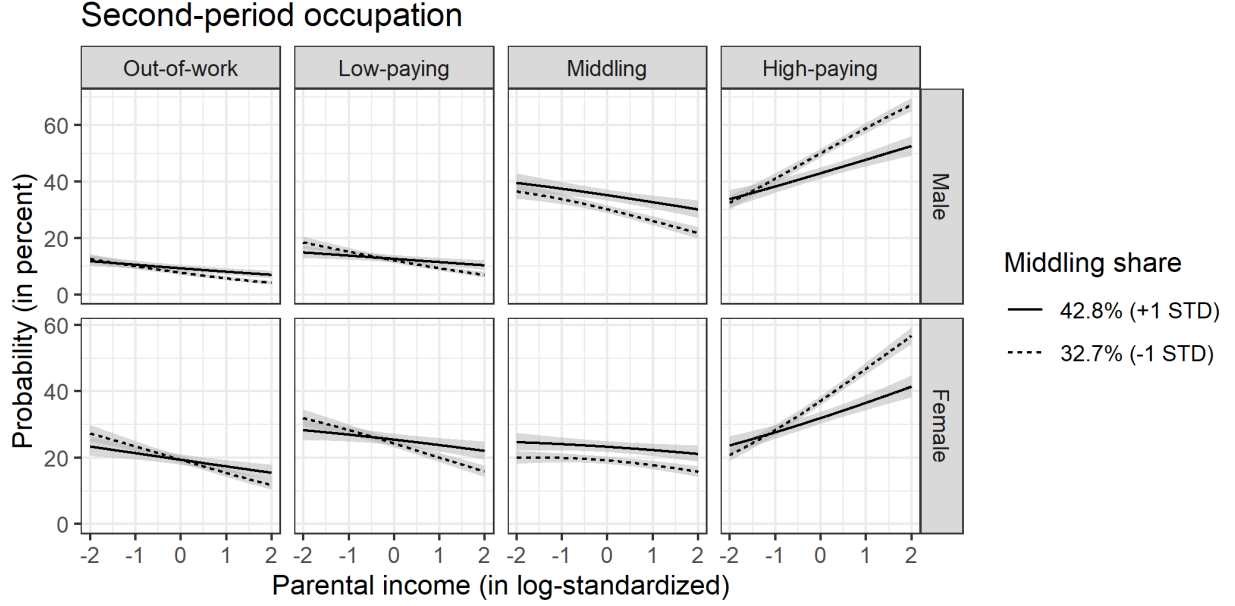 Second-period occupation
Out-of-work
Low-paying
Middling
High-paying
Probability (in percent)
60
40
20
0
Male
60
40
20
0
Female
-2 -1 0 1 2
-2 -1 0 1 2
-2 -1 0 1 2
-2 -1 0 1 2
Parental income (in log-standardized)
Middling share
42.8% (+1 STD)
32.7% (-1 STD)